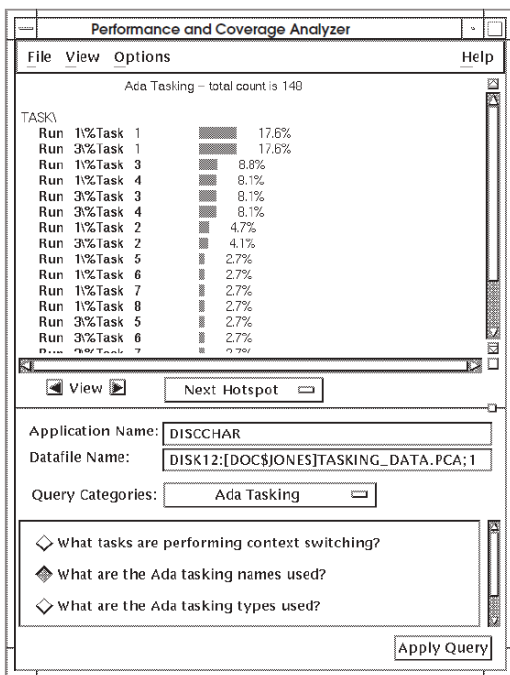 Performance and Coverage Analyzer
File View Options Help
Ada Tasking – total count is 148
TASK\
Run 1\%Task 1 17.6%
Run 3\%Task 1 17.6%
Run 1\%Task 3 8.8%
Run 1\%Task 4 8.1%
Run 3\%Task 3 8.1%
Run 3\%Task 4 8.1%
Run 1\%Task 2 4.7%
Run 3\%Task 2 4.1%
Run 1\%Task 5 2.7%
Run 1\%Task 6 2.7%
Run 1\%Task 7 2.7%
Run 1\%Task 8 2.7%
Run 3\%Task 5 2.7%
Run 3\%Task 6 2.7%
Run 3\%Task 7 2.7%
View Next Hotspot
Application Name: DISCCHAR
Datafile Name: DISK12:[DOC$JONES]TASKING_DATA.PCA;1
Query Categories: Ada Tasking
What tasks are performing context switching?
What are the Ada tasking names used?
What are the Ada tasking types used?
Apply Query